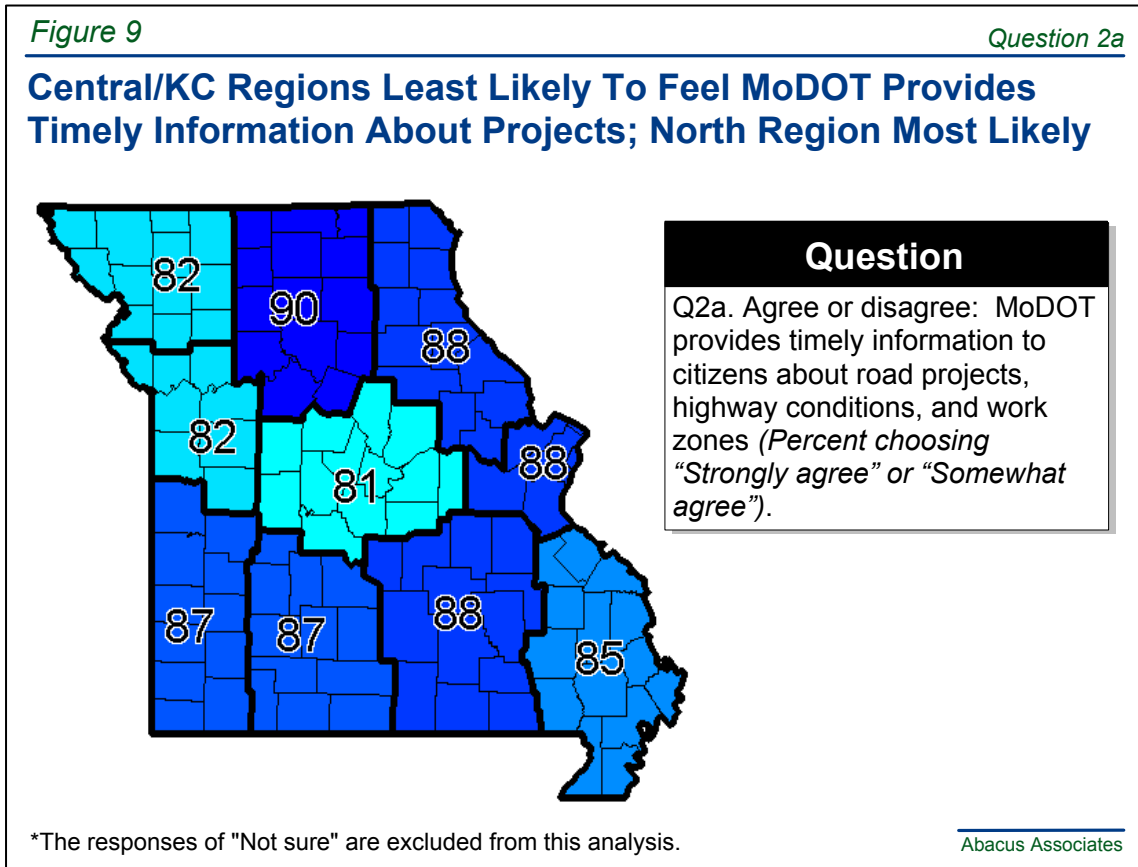 Figure 9
Question 2a
Central/KC Regions Least Likely To Feel MoDOT Provides
Timely Information About Projects; North Region Most Likely
82
90
88
82
81
88
87
87
88
85
Question
Q2a. Agree or disagree: MoDOT
provides timely information to
citizens about road projects,
highway conditions, and work
zones (Percent choosing
“Strongly agree” or “Somewhat
agree”).
*The responses of "Not sure" are excluded from this analysis.
Abacus Associates